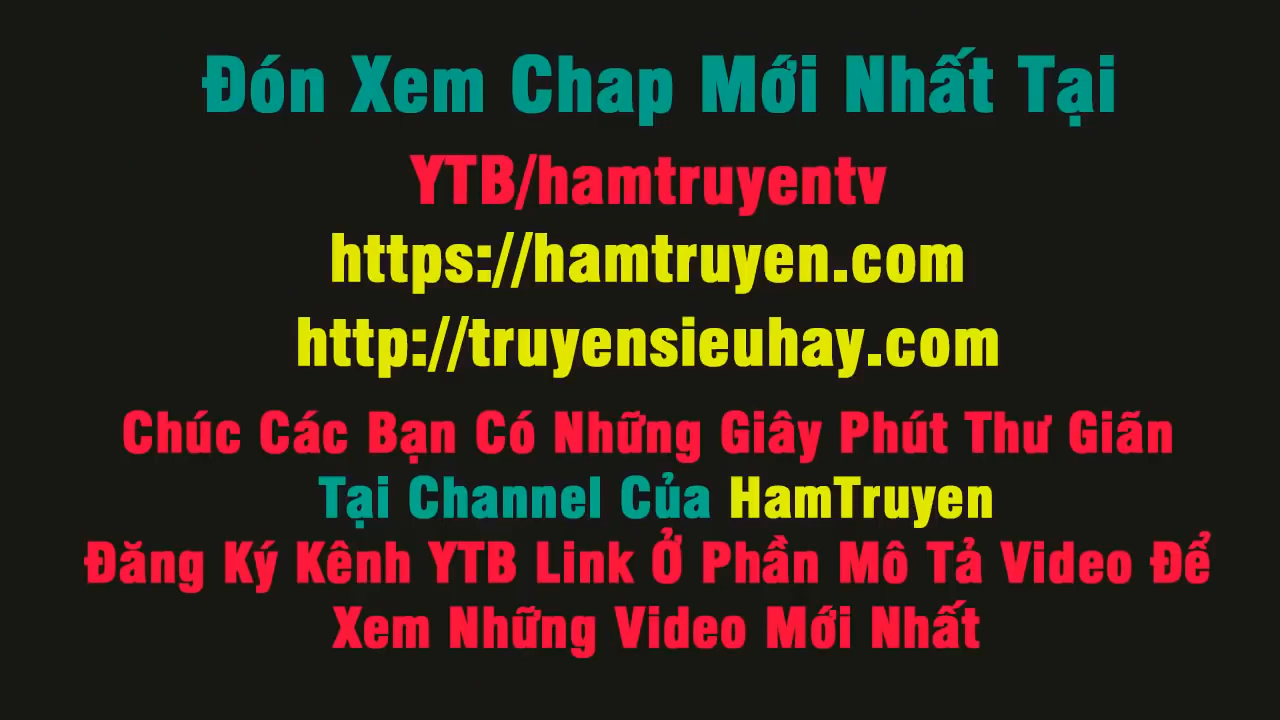 Đón Xem Chap Mới Nhất Tại
YTB/hamtruyentv
https://hamtruyen.com
http://truyensieuhay.com
Chúc Các Bạn Có Những Giây Phút Thư Giãn
Tại Channel Của HamTruyen
Đăng Ký Kênh YTB Link Ở Phần Mô Tả Video Để
Xem Những Video Mới Nhất